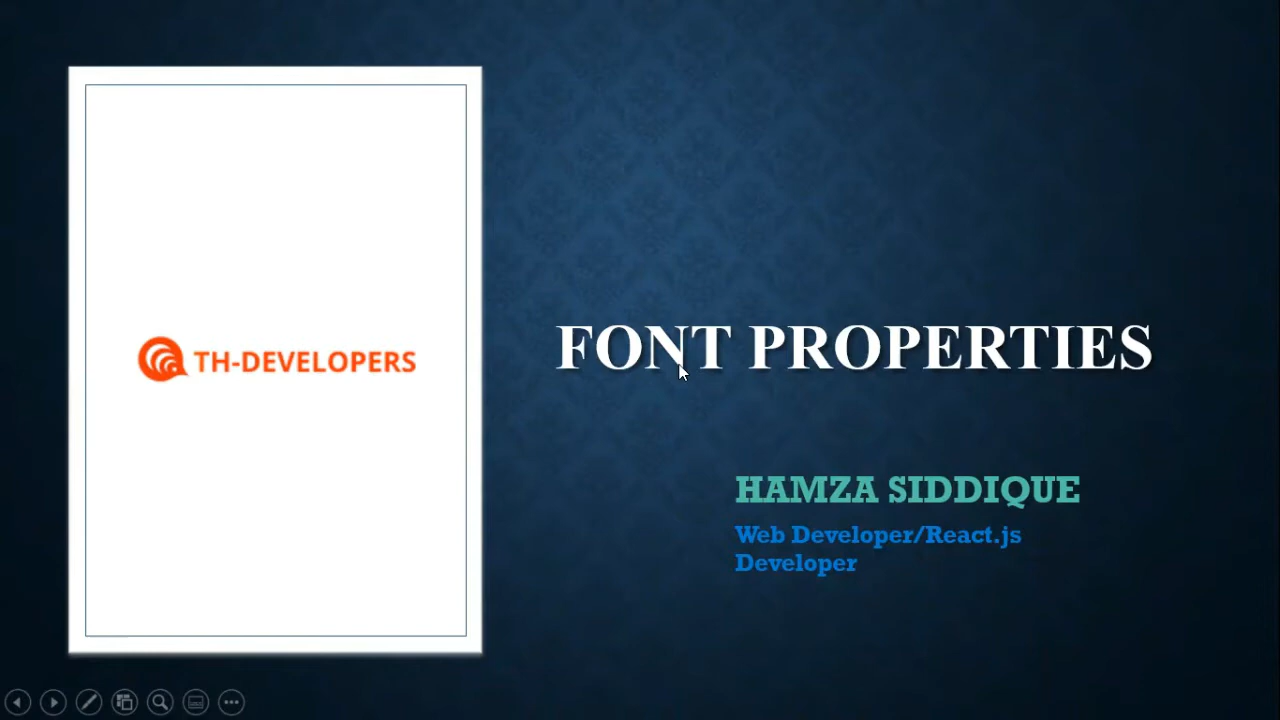 TH-DEVELOPERS
FONT PROPERTIES
HAMZA SIDDIQUE
Web Developer/React.js
Developer